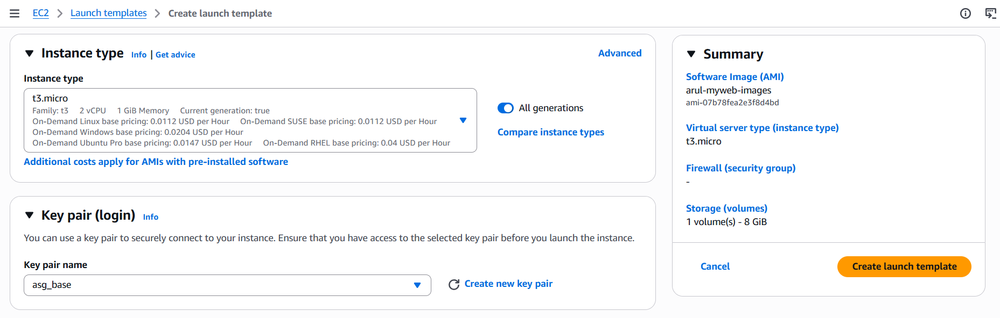 EC2 Launch templates Create launch template
Instance type Info | Get advice
Advanced
Instance type
t3.micro
Family: t3 2 vCPU 1 GiB Memory Current generation: true
On-Demand Linux base pricing: 0.0112 USD per Hour On-Demand SUSE base pricing: 0.0112 USD per Hour
On-Demand Windows base pricing: 0.0204 USD per Hour
On-Demand Ubuntu Pro base pricing: 0.0147 USD per Hour On-Demand RHEL base pricing: 0.04 USD per Hour
All generations
Compare instance types
Additional costs apply for AMIs with pre-installed software
Key pair (login) Info
You can use a key pair to securely connect to your instance. Ensure that you have access to the selected key pair before you launch the instance.
Key pair name
asg_base
Create new key pair
Summary
Software Image (AMI)
arul-myweb-images
ami-07b78fea2e3f8d4bd
Virtual server type (instance type)
t3.micro
Firewall (security group)
-
Storage (volumes)
1 volume(s) - 8 GiB
Cancel
Create launch template